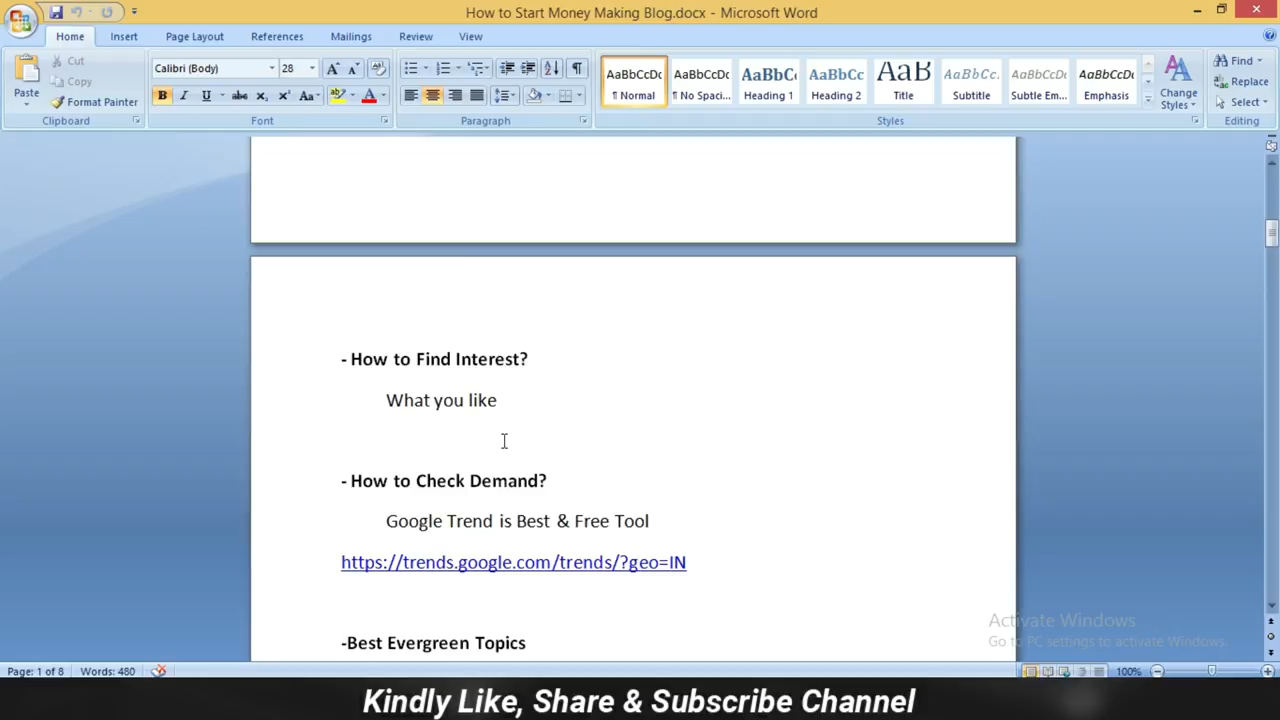 How to Start Money Making Blog.docx - Microsoft Word
Home Insert Page Layout References Mailings Review View
Paste
Cut
Copy
Format Painter
Clipboard
Calibri (Body) 28
Font
Paragraph
AaBbCcDc AaBbCcDc AaBbCc AaBbCc AaB AaBbCc. AaBbCcDc AaBbCcDc
¶ Normal ¶ No Spaci... Heading 1 Heading 2 Title Subtitle Subtle Em... Emphasis
Change Styles
Styles
Find
Replace
Select
Editing
- How to Find Interest?
What you like
- How to Check Demand?
Google Trend is Best & Free Tool
https://trends.google.com/trends/?geo=IN
-Best Evergreen Topics
Activate Windows
Go to PC settings to activate Windows.
Page: 1 of 8 Words: 480 100%
Kindly Like, Share & Subscribe Channel